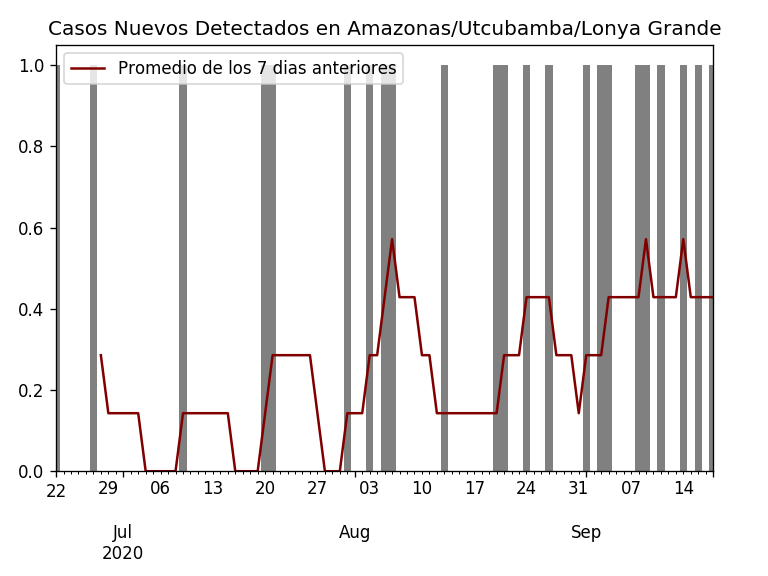 Casos Nuevos Detectados en Amazonas/Utcubamba/Lonya Grande
Promedio de los 7 dias anteriores
1.0
0.8
0.6
0.4
0.2
0.0
22 29 06 13 20 27 03 10 17 24 31 07 14
Jul Aug Sep
2020